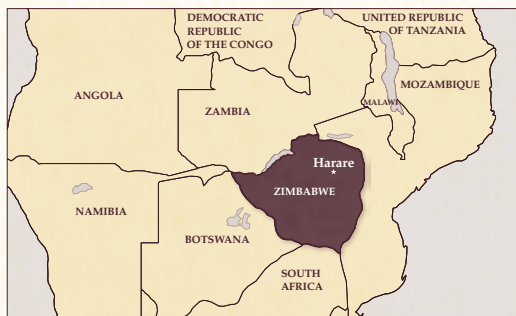 DEMOCRATIC
REPUBLIC
OF THE CONGO
UNITED REPUBLIC
OF TANZANIA
ANGOLA
ZAMBIA
MALAWI
MOZAMBIQUE
Harare
ZIMBABWE
NAMIBIA
BOTSWANA
SOUTH
AFRICA